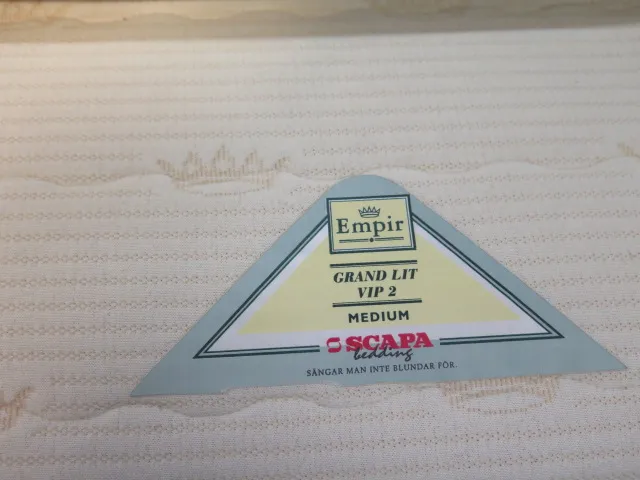 Empir
GRAND LIT
VIP 2
MEDIUM
SCAPA
bedding
SÄNGAR MAN INTE BLUNDAR FÖR.